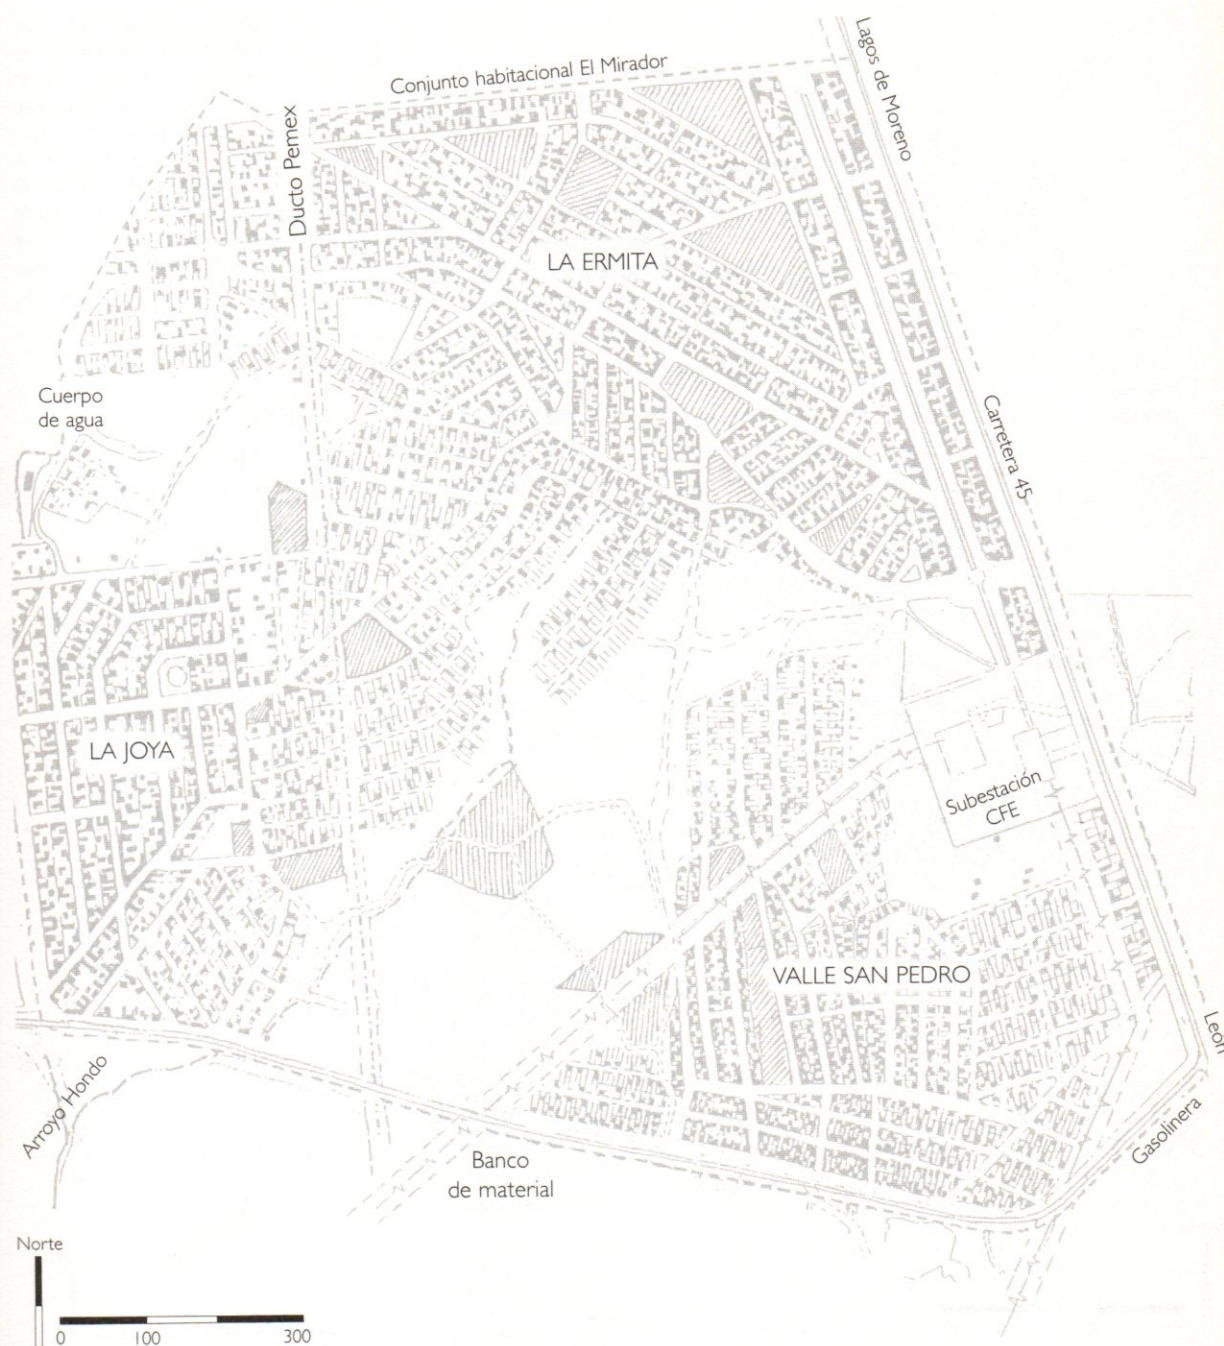 Lagos de Moreno
Conjunto habitacional El Mirador
Ducto Pemex
LA ERMITA
Cuerpo
de agua
Carretera 45
LA JOYA
Subestación
CFE
VALLE SAN PEDRO
León
Arroyo Hondo
Gasolinera
Banco
de material
Norte
0 100 300